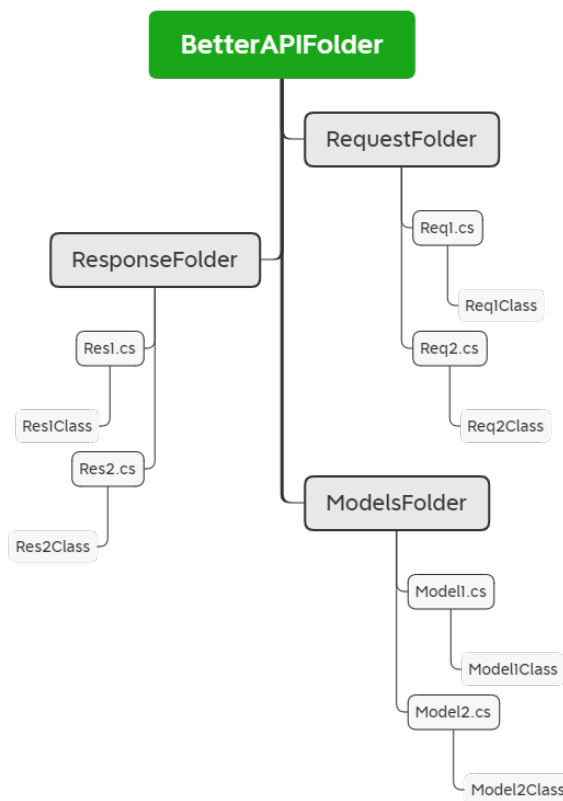 BetterAPIFolder
RequestFolder
Req1.cs
Req1Class
Req2.cs
Req2Class
ResponseFolder
Res1.cs
Res1Class
Res2.cs
Res2Class
ModelsFolder
Model1.cs
Model1Class
Model2.cs
Model2Class